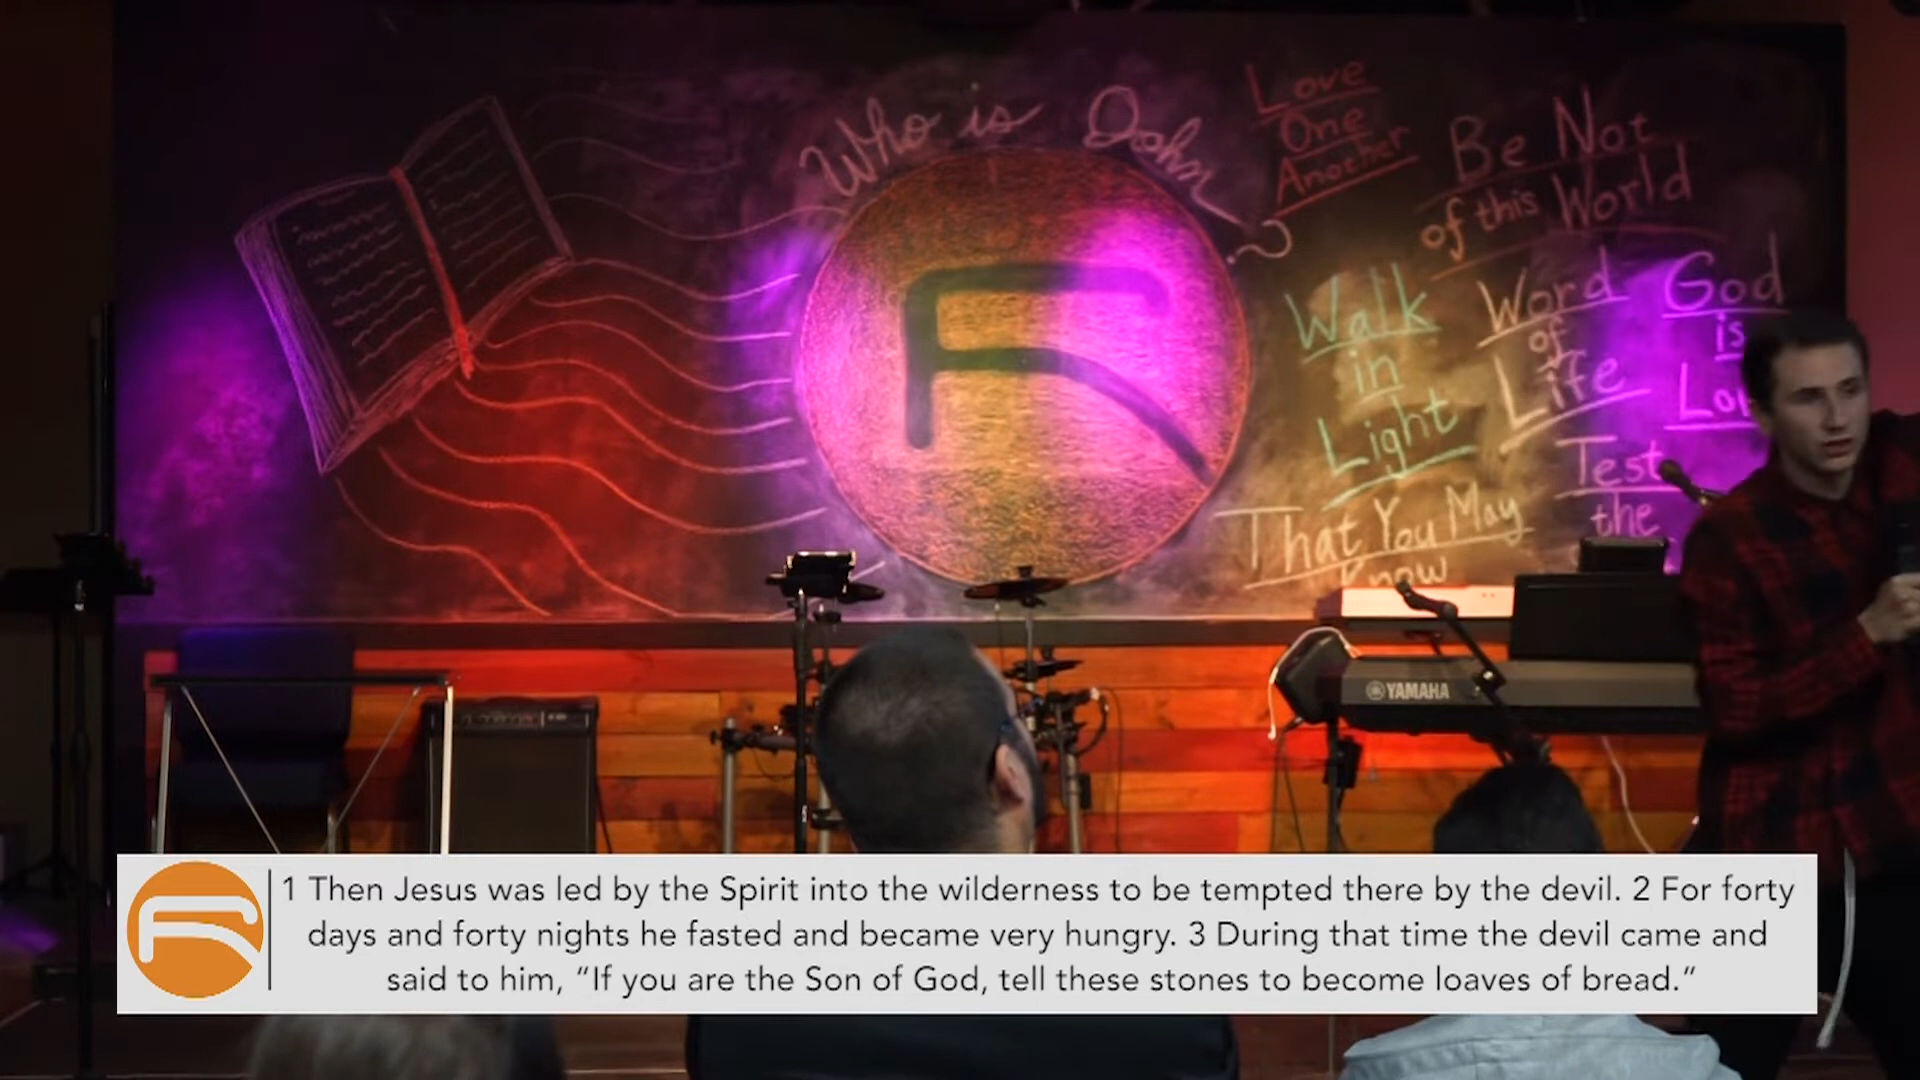 Who is John ?
Love
One
Another
Be Not
of this World
Walk
in
Light
Word
of
Life
God
is
Test
the
That You May
Know
YAMAHA
1 Then Jesus was led by the Spirit into the wilderness to be tempted there by the devil. 2 For forty
days and forty nights he fasted and became very hungry. 3 During that time the devil came and
said to him, “If you are the Son of God, tell these stones to become loaves of bread.”